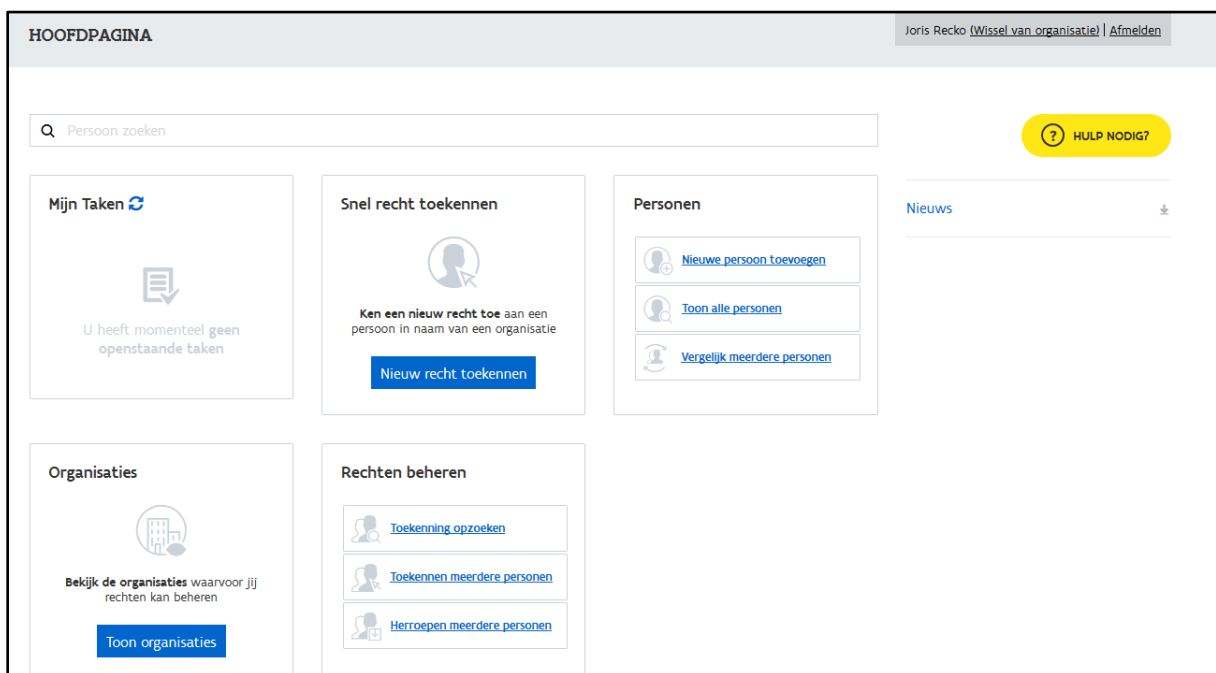 HOOFDPAGINA
Joris Recko (Wissel van organisatie) | Afmelden
Persoon zoeken
HULP NODIG?
Mijn Taken
U heeft momenteel geen
openstaande taken
Snel recht toekennen
Ken een nieuw recht toe aan een
persoon in naam van een organisatie
Nieuw recht toekennen
Personen
Nieuwe persoon toevoegen
Toon alle personen
Vergelijk meerdere personen
Nieuws
Organisaties
Bekijk de organisaties waarvoor jij
rechten kan beheren
Toon organisaties
Rechten beheren
Toekenning opzoeken
Toekennen meerdere personen
Herroepen meerdere personen